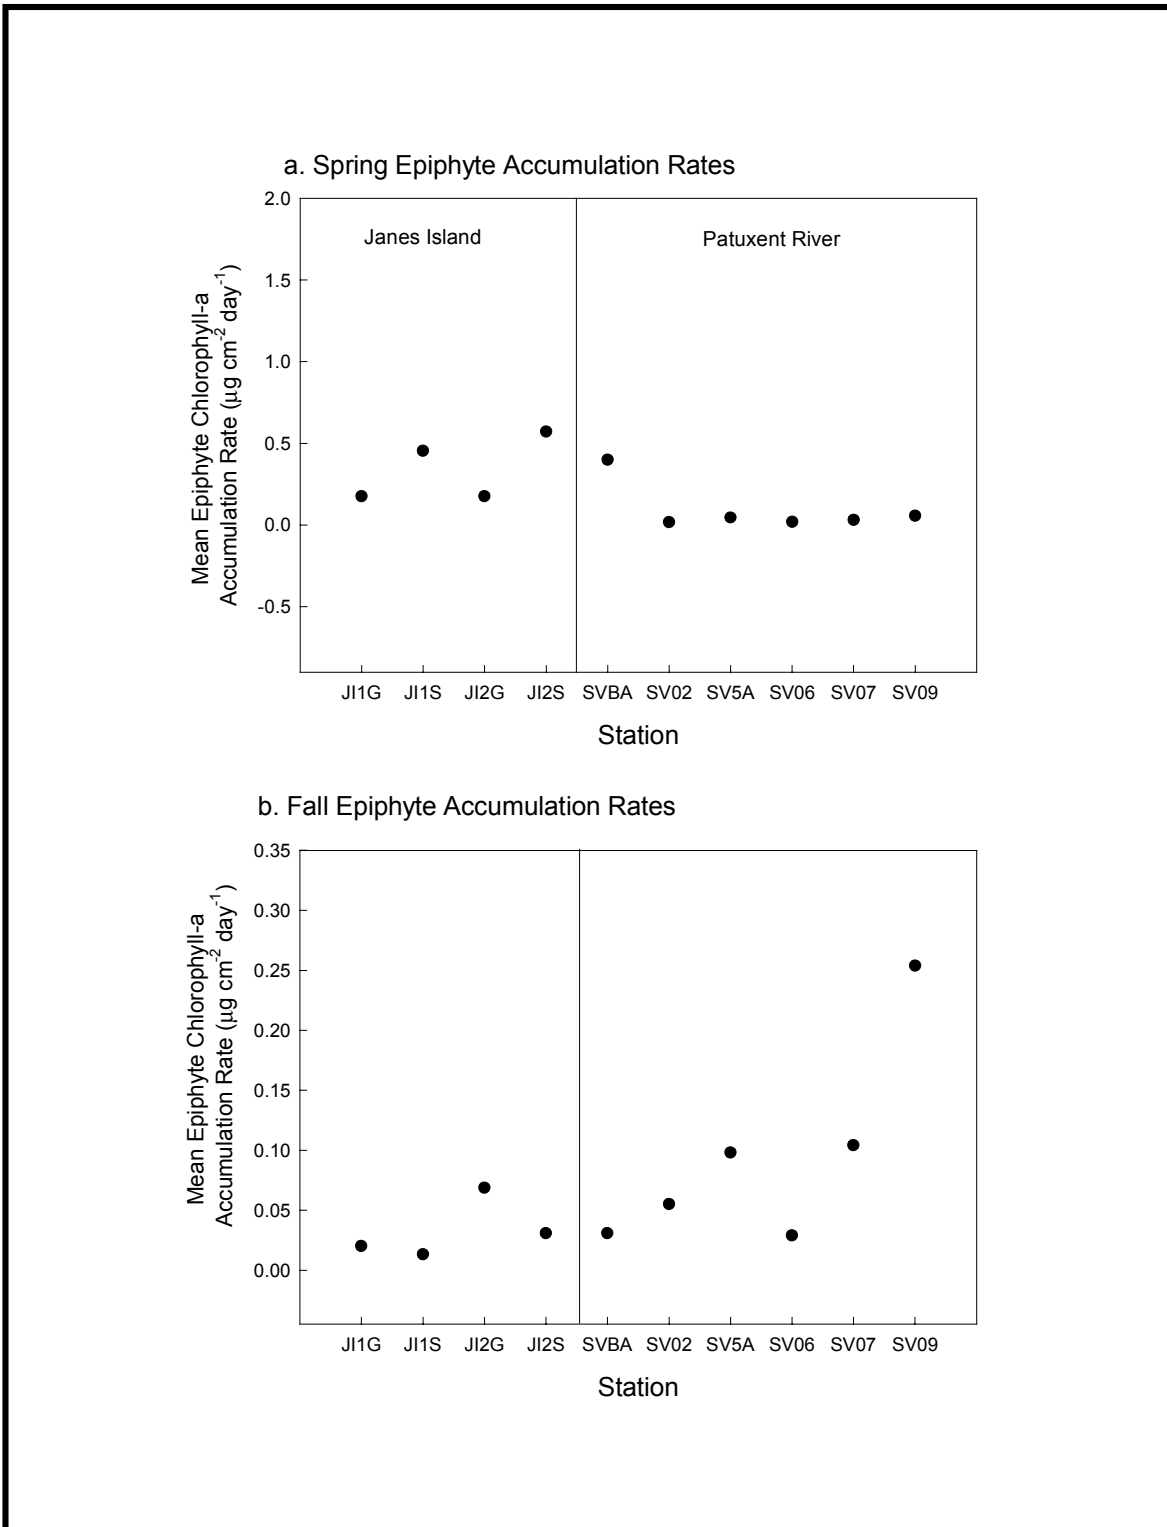 a. Spring Epiphyte Accumulation Rates
2.0
Janes Island
Patuxent River
1.5
1.0
0.5
0.0
-0.5
Mean Epiphyte Chlorophyll-a
Accumulation Rate (μg cm-2 day-1)
JI1G JI1S JI2G JI2S SVBA SV02 SV5A SV06 SV07 SV09
Station
b. Fall Epiphyte Accumulation Rates
0.35
0.30
0.25
0.20
0.15
0.10
0.05
0.00
Mean Epiphyte Chlorophyll-a
Accumulation Rate (μg cm-2 day-1)
JI1G JI1S JI2G JI2S SVBA SV02 SV5A SV06 SV07 SV09
Station